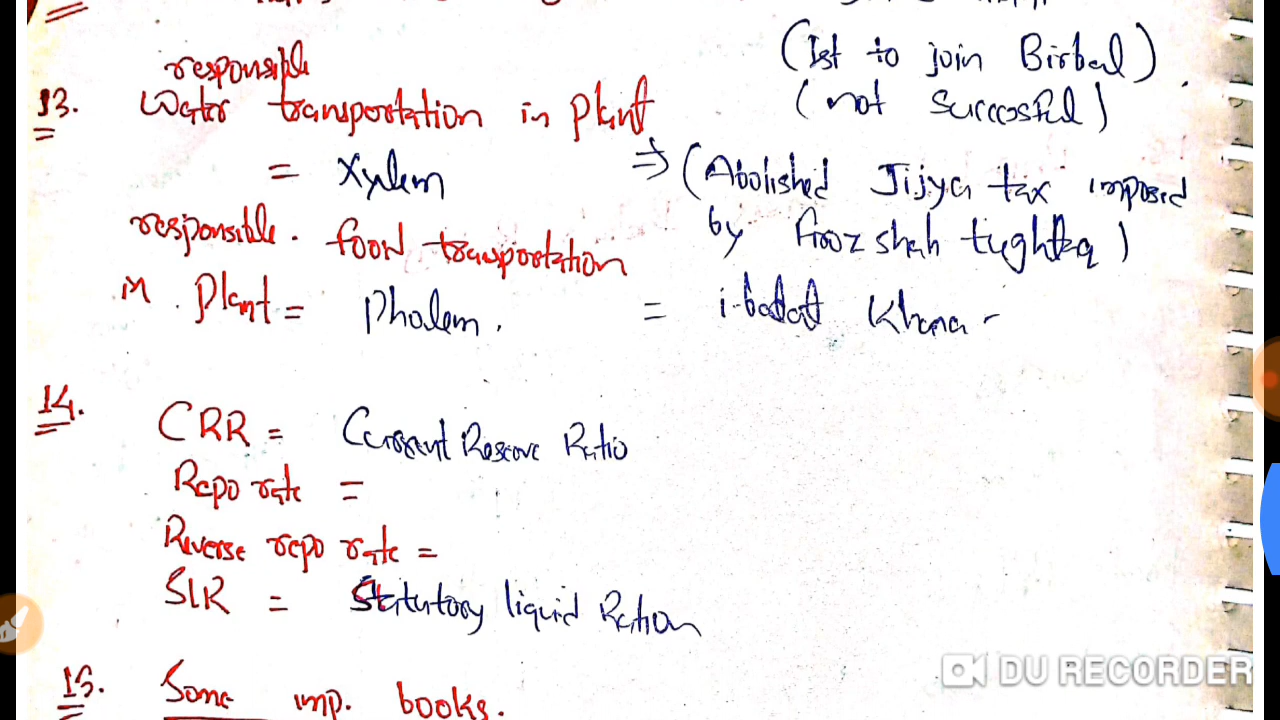 responsible
13. Water transportation in plant
= Xylem
responsible. food transportation
in. Plant = Pholem.
(Ist to join Birbal)
(not Successful)
⇒ (Abolished Jijya tax imposed
by firoz shah tughlaq)
= i-badat Khana -
14. CRR = Current Reserve Ratio
Repo rate =
Reverse repo rate =
SLR = Statutory liquid Ration
15. Some imp. books.
DU RECORDER